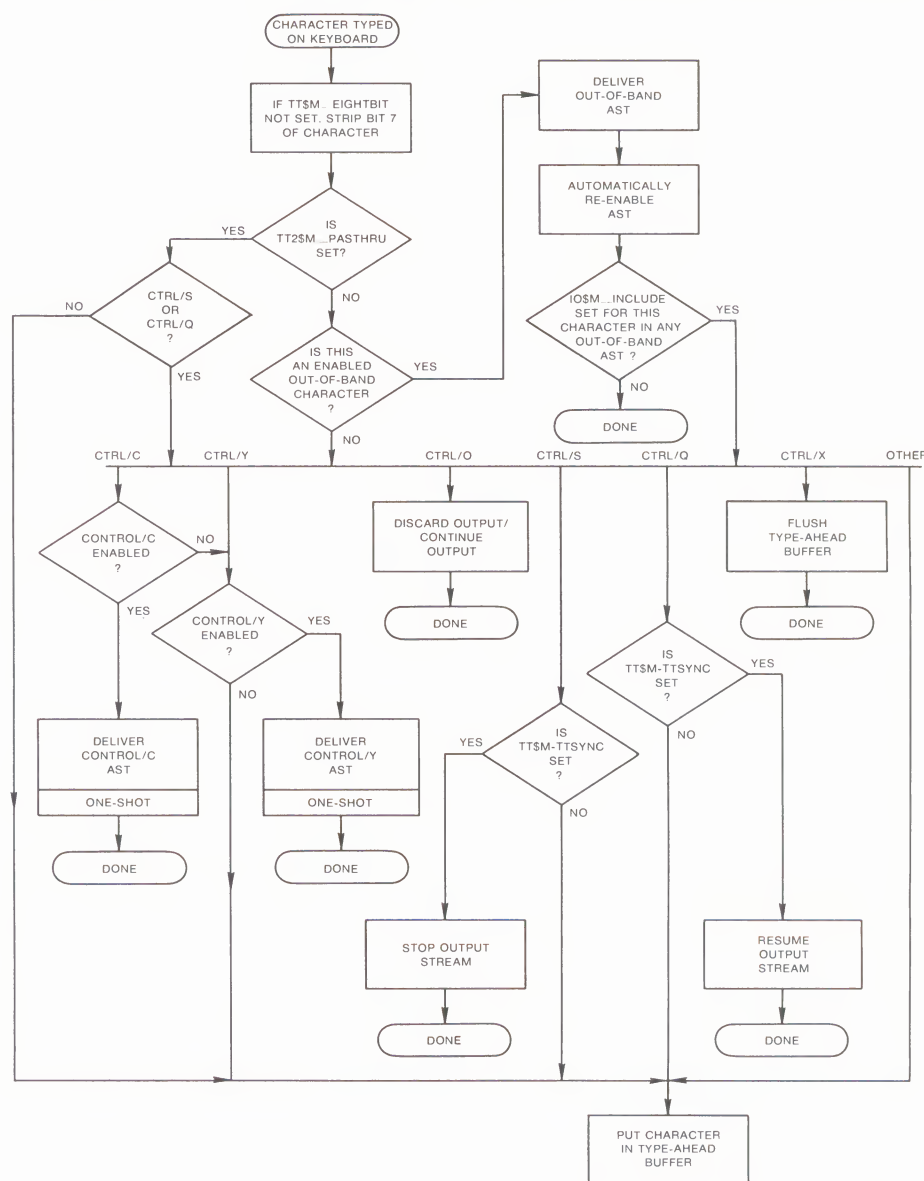 CHARACTER TYPED
ON KEYBOARD
IF TT$M_ EIGHTBIT
NOT SET, STRIP BIT 7
OF CHARACTER
DELIVER
OUT-OF-BAND
AST
AUTOMATICALLY
RE-ENABLE
AST
YES
IS
TT2$M__PASTHRU
SET?
NO
NO
CTRL/S
OR
CTRL/Q
?
YES
IO$M__INCLUDE
SET FOR THIS
CHARACTER IN ANY
OUT-OF-BAND
AST ?
YES
NO
DONE
IS THIS
AN ENABLED
OUT-OF-BAND
CHARACTER
?
YES
NO
CTRL/C
CTRL/Y
CTRL/O
CTRL/S
CTRL/Q
CTRL/X
OTHER
CONTROL/C
ENABLED
?
NO
YES
DISCARD OUTPUT/
CONTINUE
OUTPUT
DONE
FLUSH
TYPE-AHEAD
BUFFER
DONE
CONTROL/Y
ENABLED
?
YES
NO
IS
TT$M-TTSYNC
SET
?
YES
NO
DELIVER
CONTROL/C
AST
ONE-SHOT
DONE
DELIVER
CONTROL/Y
AST
ONE-SHOT
DONE
YES
IS
TT$M-TTSYNC
SET
?
NO
STOP OUTPUT
STREAM
DONE
RESUME
OUTPUT
STREAM
DONE
PUT CHARACTER
IN TYPE-AHEAD
BUFFER